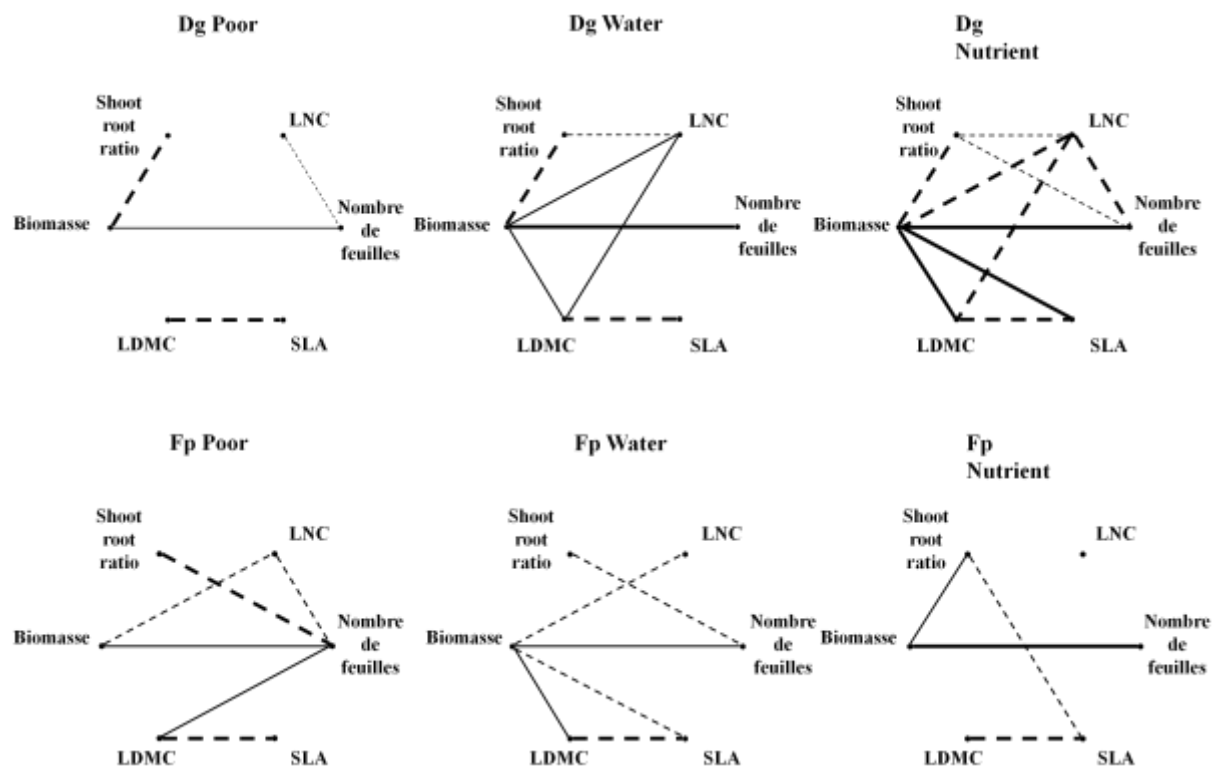 Dg Poor
Shoot
root
ratio
LNC
Biomasse
Nombre
de
feuilles
LDMC
SLA
Dg Water
Shoot
root
ratio
LNC
Biomasse
Nombre
de
feuilles
LDMC
SLA
Dg
Nutrient
Shoot
root
ratio
LNC
Biomasse
Nombre
de
feuilles
LDMC
SLA
Fp Poor
Shoot
root
ratio
LNC
Biomasse
Nombre
de
feuilles
LDMC
SLA
Fp Water
Shoot
root
ratio
LNC
Biomasse
Nombre
de
feuilles
LDMC
SLA
Fp
Nutrient
Shoot
root
ratio
LNC
Biomasse
Nombre
de
feuilles
LDMC
SLA